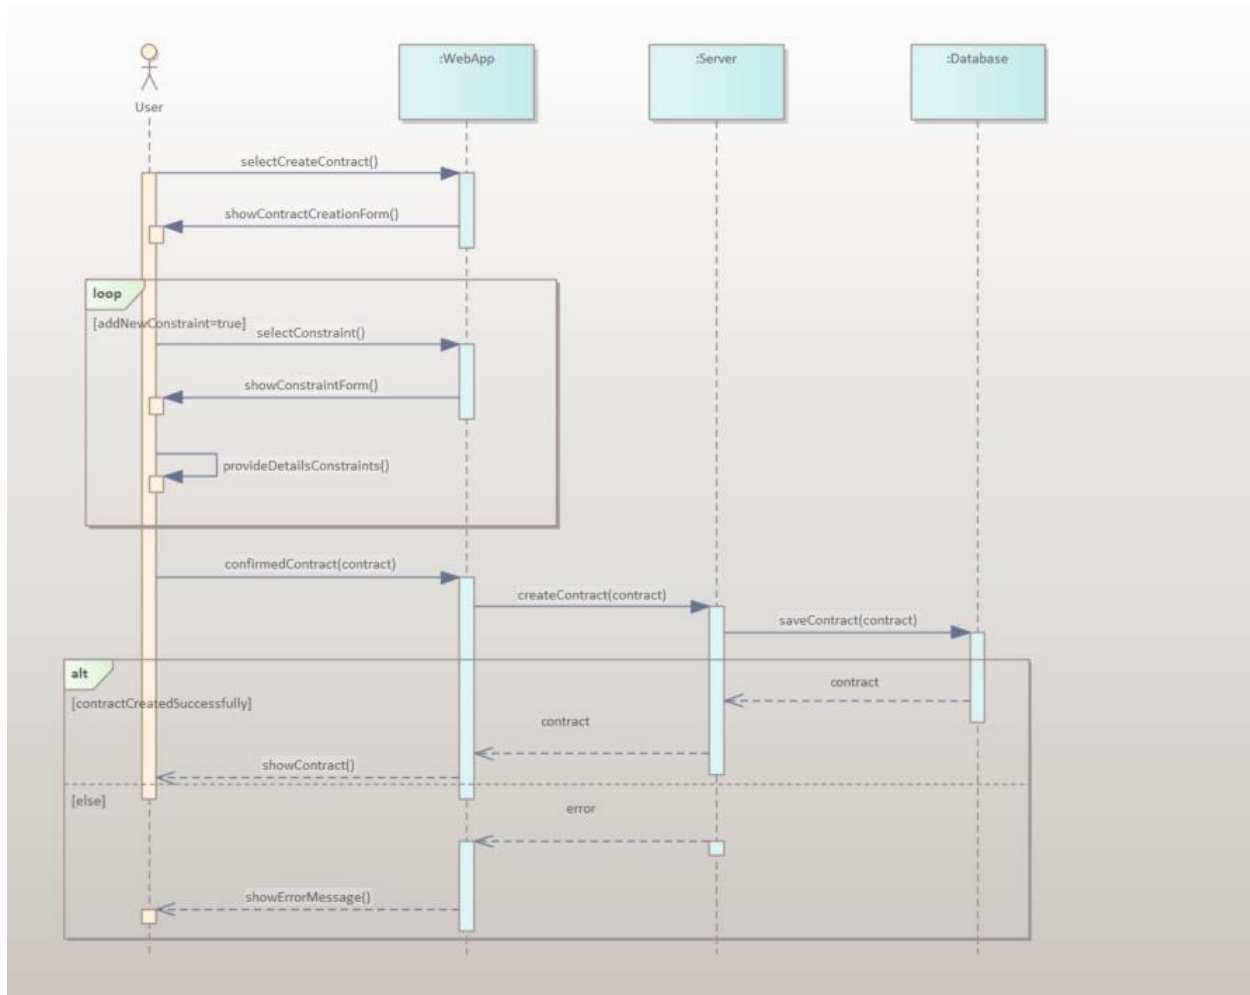 :WebApp
:Server
:Database
User
selectCreateContract()
showContractCreationForm()
loop
[addNewConstraint=true]
selectConstraint()
showConstraintForm()
provideDetailsConstraints()
confirmedContract(contract)
createContract(contract)
saveContract(contract)
alt
[contractCreatedSuccessfully]
contract
contract
showContract()
[else]
error
showErrorMessage()